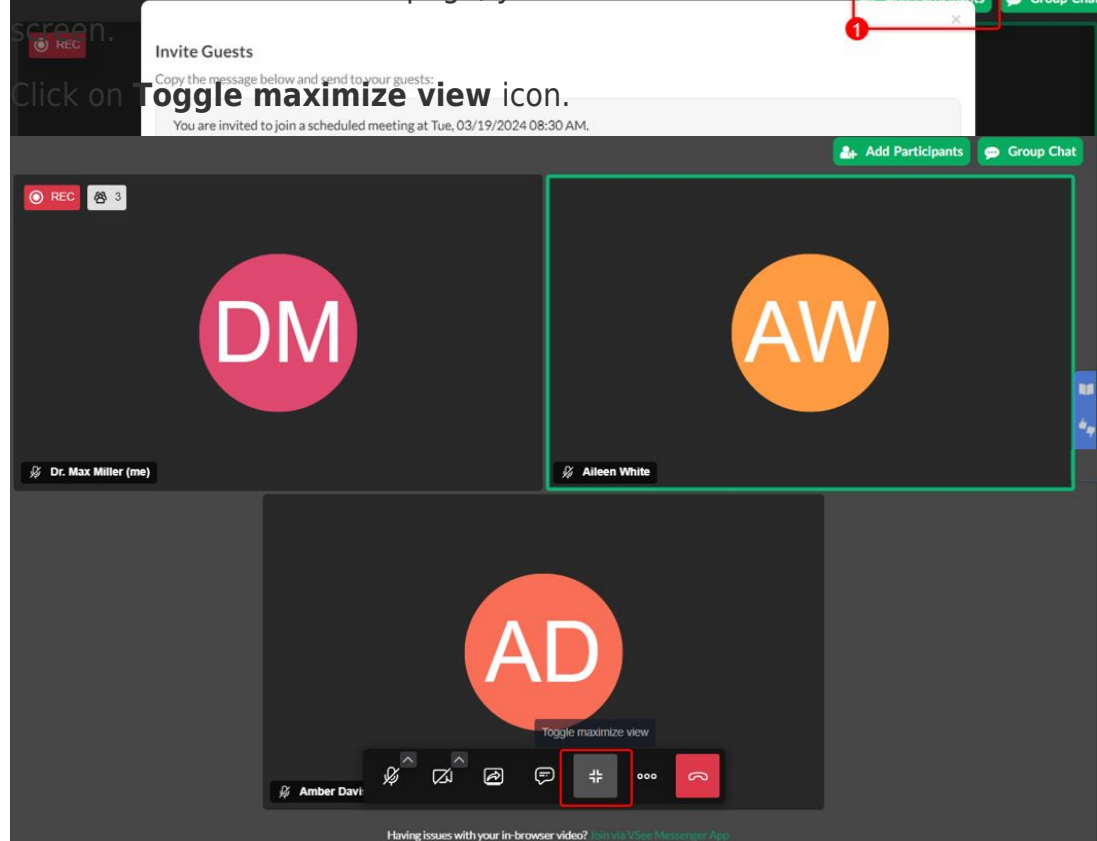 screen.
REC
Group Chat
1
×
Invite Guests
Copy the message below and send to your guests:
Click on Toggle maximize view icon.
You are invited to join a scheduled meeting at Tue, 03/19/2024 08:30 AM.
Add Participants
Group Chat
REC
3
DM
AW
Dr. Max Miller (me)
Aileen White
AD
Toggle maximize view
Amber Davi
Having issues with your in-browser video? Join via VSee Messenger App